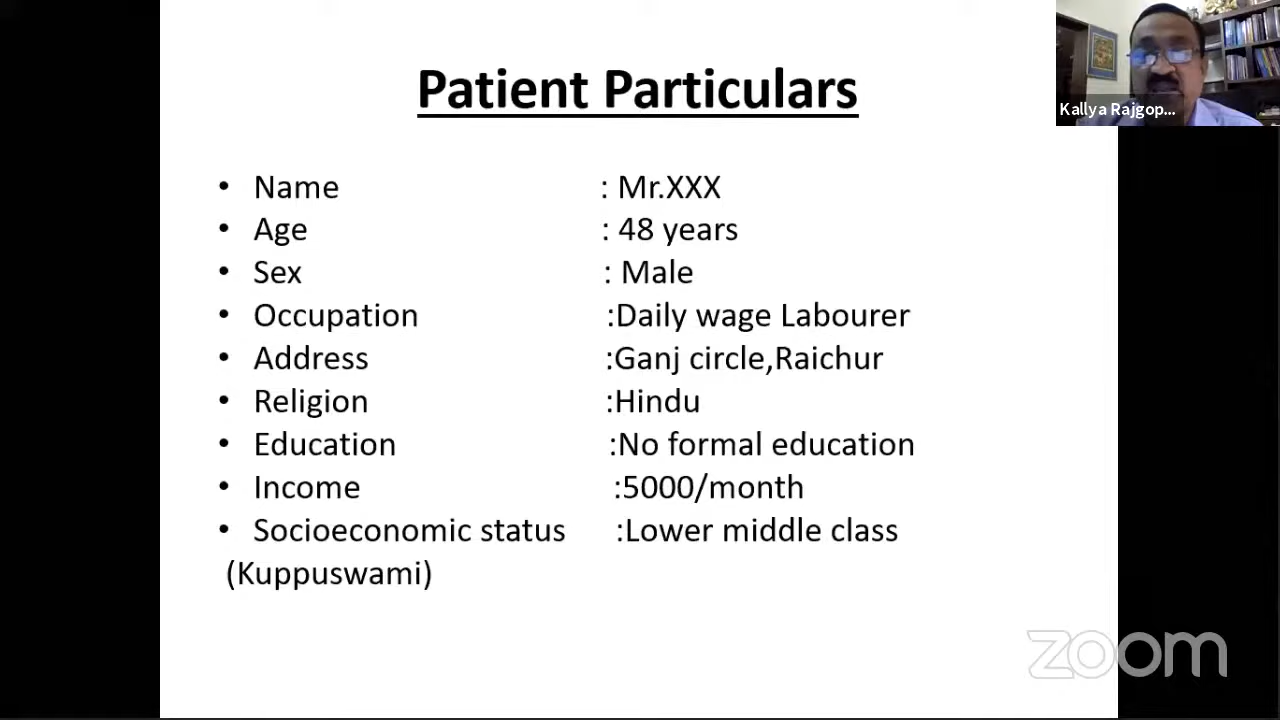 Patient Particulars
Kallya Rajgop...
• Name : Mr.XXX
• Age : 48 years
• Sex : Male
• Occupation :Daily wage Labourer
• Address :Ganj circle,Raichur
• Religion :Hindu
• Education :No formal education
• Income :5000/month
• Socioeconomic status :Lower middle class
(Kuppuswami)
zoom